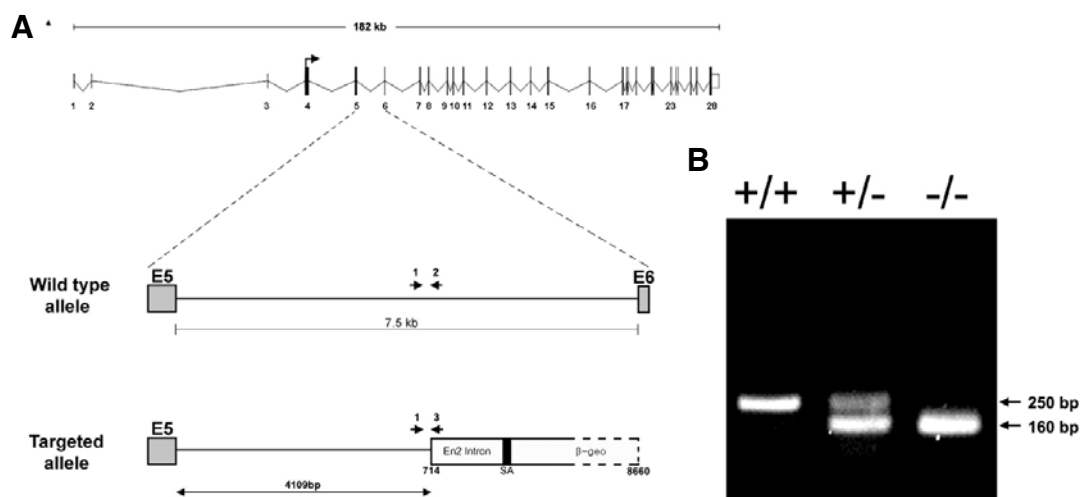 A
182 kb
1 2 3 4 5 6 7 8 9 10 11 12 13 14 15 16 17 23 28
B
+/+ +/- -/-
E5 E6
1 2
Wild type
allele
7.5 kb
250 bp
160 bp
E5
1 3
Targeted
allele
En2 Intron β-geo
714 SA 8660
4109bp